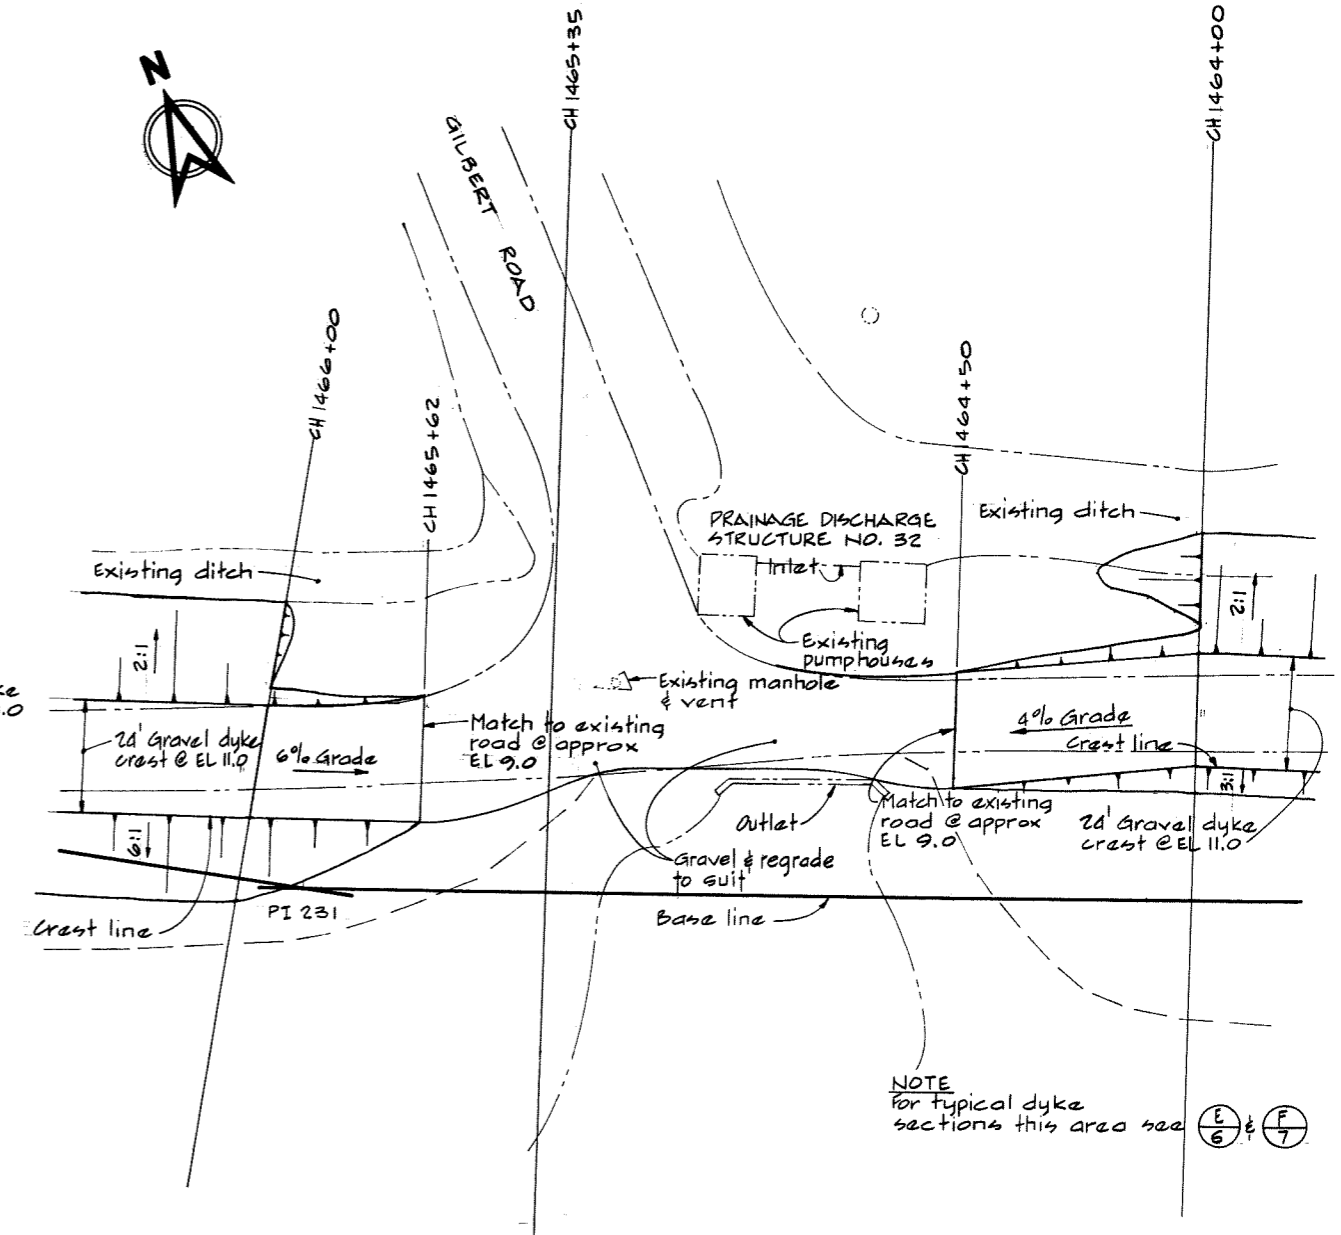 N
CH 1465+35
CH 1464+00
GILBERT ROAD
CH 1466+00
CH 1465+62
CH 1464+50
DRAINAGE DISCHARGE
STRUCTURE NO. 32
Existing ditch
Inlet
Existing ditch
2:1
2:1
Existing
pumphouses
Existing manhole
& vent
Match to existing
road @ approx
EL 9.0
24' Gravel dyke
crest @ EL 11.0
6% Grade
4% Grade
Crest line
3:1
Match to existing
road @ approx
EL 9.0
24' Gravel dyke
crest @ EL 11.0
Outlet
6:1
Gravel & regrade
to suit
PI 231
Base line
Crest line
NOTE
For typical dyke
sections this area see E/6 & F/7